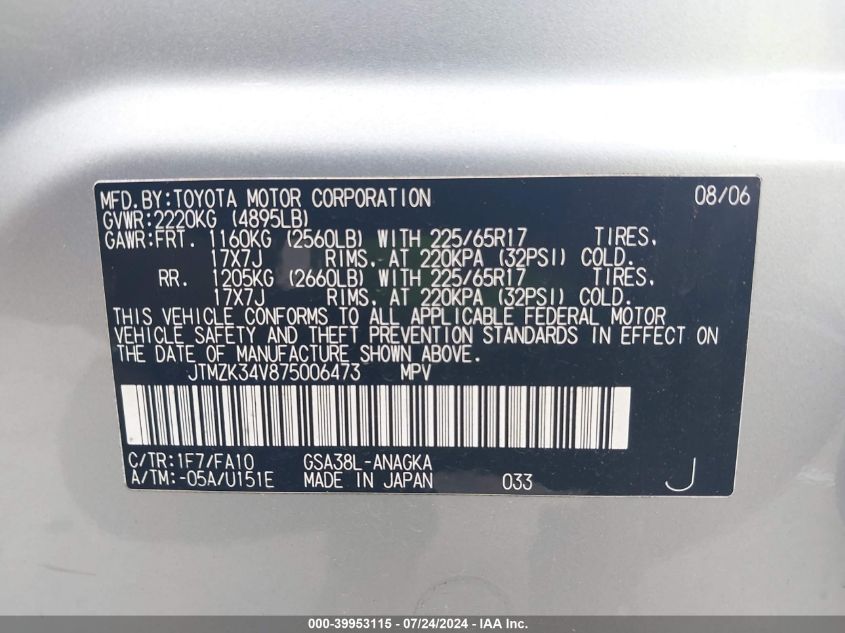 MFD.BY:TOYOTA MOTOR CORPORATION 08/06
GVWR:2220KG (4895LB)
GAWR:FRT. 1160KG (2560LB) WITH 225/65R17 TIRES,
17X7J RIMS, AT 220KPA (32PSI) COLD.
RR. 1205KG (2660LB) WITH 225/65R17 TIRES,
17X7J RIMS, AT 220KPA (32PSI) COLD.
THIS VEHICLE CONFORMS TO ALL APPLICABLE FEDERAL MOTOR
VEHICLE SAFETY AND THEFT PREVENTION STANDARDS IN EFFECT ON
THE DATE OF MANUFACTURE SHOWN ABOVE.
JTMZK34V875006473 MPV
C/TR:1F7/FA10 GSA38L-ANAGKA
A/TM:-05A/U151E MADE IN JAPAN 033 J
000-39953115 - 07/24/2024 - IAA Inc.